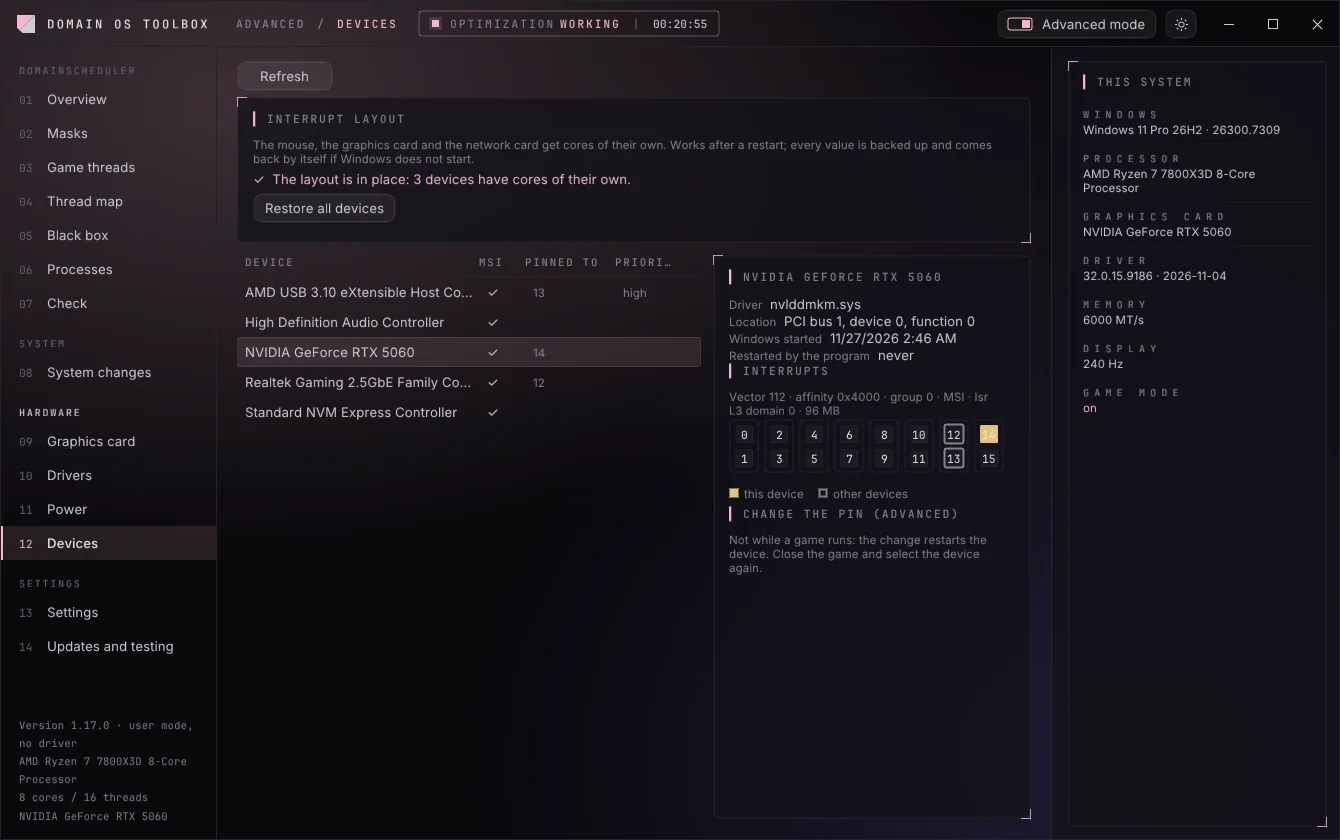 DOMAIN OS TOOLBOX
ADVANCED / DEVICES
OPTIMIZATION WORKING | 00:20:55
Advanced mode
DOMAINSCHEDULER
01 Overview
02 Masks
03 Game threads
04 Thread map
05 Black box
06 Processes
07 Check
SYSTEM
08 System changes
HARDWARE
09 Graphics card
10 Drivers
11 Power
12 Devices
SETTINGS
13 Settings
14 Updates and testing
Version 1.17.0 · user mode,
no driver
AMD Ryzen 7 7800X3D 8-Core
Processor
8 cores / 16 threads
NVIDIA GeForce RTX 5060
Refresh
INTERRUPT LAYOUT
The mouse, the graphics card and the network card get cores of their own. Works after a restart; every value is backed up and comes
back by itself if Windows does not start.
✓ The layout is in place: 3 devices have cores of their own.
Restore all devices
DEVICE MSI PINNED TO PRIORI…
AMD USB 3.10 eXtensible Host Co... ✓ 13 high
High Definition Audio Controller ✓
NVIDIA GeForce RTX 5060 ✓ 14
Realtek Gaming 2.5GbE Family Co... ✓ 12
Standard NVM Express Controller ✓
NVIDIA GEFORCE RTX 5060
Driver nvlddmkm.sys
Location PCI bus 1, device 0, function 0
Windows started 11/27/2026 2:46 AM
Restarted by the program never
INTERRUPTS
Vector 112 · affinity 0x4000 · group 0 · MSI · Isr
L3 domain 0 · 96 MB
0 2 4 6 8 10 12 14
1 3 5 7 9 11 13 15
this device other devices
CHANGE THE PIN (ADVANCED)
Not while a game runs: the change restarts the
device. Close the game and select the device
again.
THIS SYSTEM
WINDOWS
Windows 11 Pro 26H2 · 26300.7309
PROCESSOR
AMD Ryzen 7 7800X3D 8-Core
Processor
GRAPHICS CARD
NVIDIA GeForce RTX 5060
DRIVER
32.0.15.9186 · 2026-11-04
MEMORY
6000 MT/s
DISPLAY
240 Hz
GAME MODE
on